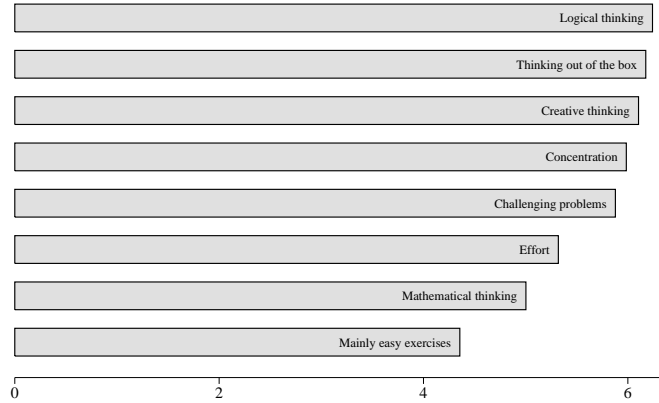 Logical thinking
Thinking out of the box
Creative thinking
Concentration
Challenging problems
Effort
Mathematical thinking
Mainly easy exercises
0 2 4 6